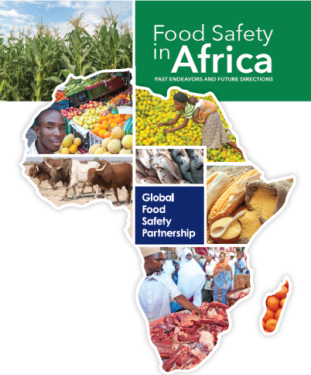 Food Safety
in Africa
PAST ENDEAVORS AND FUTURE DIRECTIONS
Global
Food
Safety
Partnership